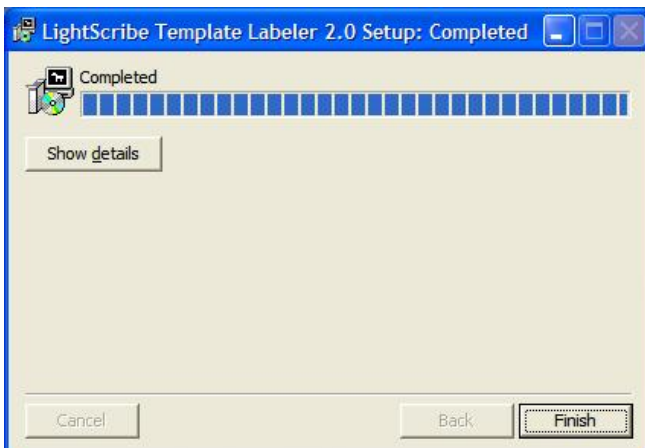 LightScribe Template Labeler 2.0 Setup: Completed
Completed
Show details
Cancel
Back
Finish